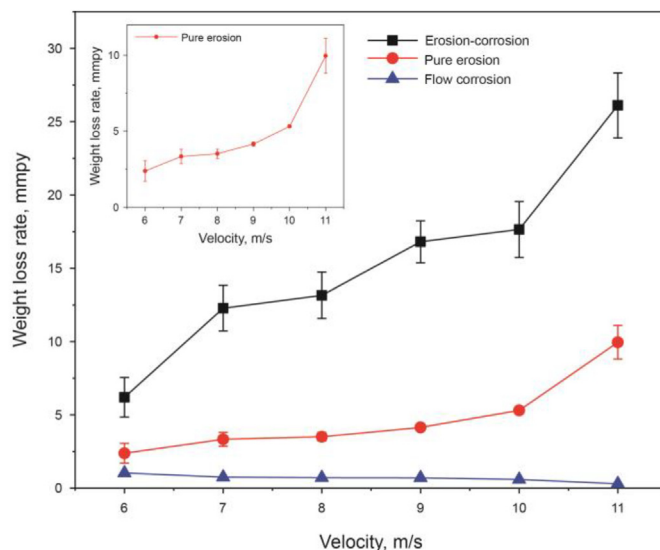 Erosion-corrosion
Pure erosion
Flow corrosion
Weight loss rate, mmpy
30
25
20
15
10
5
0
6 7 8 9 10 11
Velocity, m/s
Pure erosion
Weight loss rate, mmpy
10
5
0
6 7 8 9 10 11
Velocity, m/s